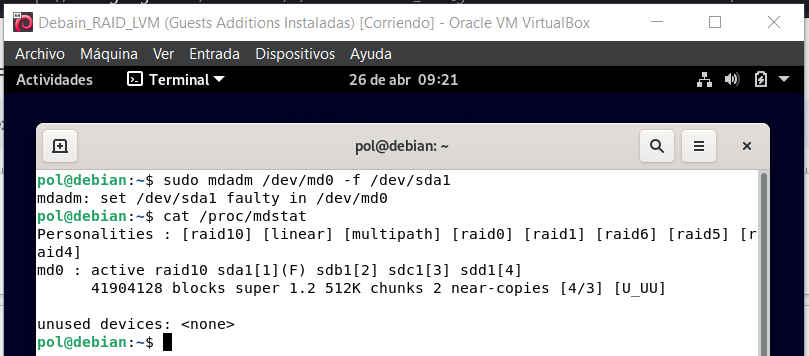 Debain_RAID_LVM (Guests Additions Instaladas) [Corriendo] - Oracle VM VirtualBox
Archivo Máquina Ver Entrada Dispositivos Ayuda
Actividades Terminal 26 de abr 09:21
pol@debian: ~
pol@debian:~$ sudo mdadm /dev/md0 -f /dev/sda1
mdadm: set /dev/sda1 faulty in /dev/md0
pol@debian:~$ cat /proc/mdstat
Personalities : [raid10] [linear] [multipath] [raid0] [raid1] [raid6] [raid5] [r
aid4]
md0 : active raid10 sda1[1](F) sdb1[2] sdc1[3] sdd1[4]
      41904128 blocks super 1.2 512K chunks 2 near-copies [4/3] [U_UU]
unused devices: <none>
pol@debian:~$